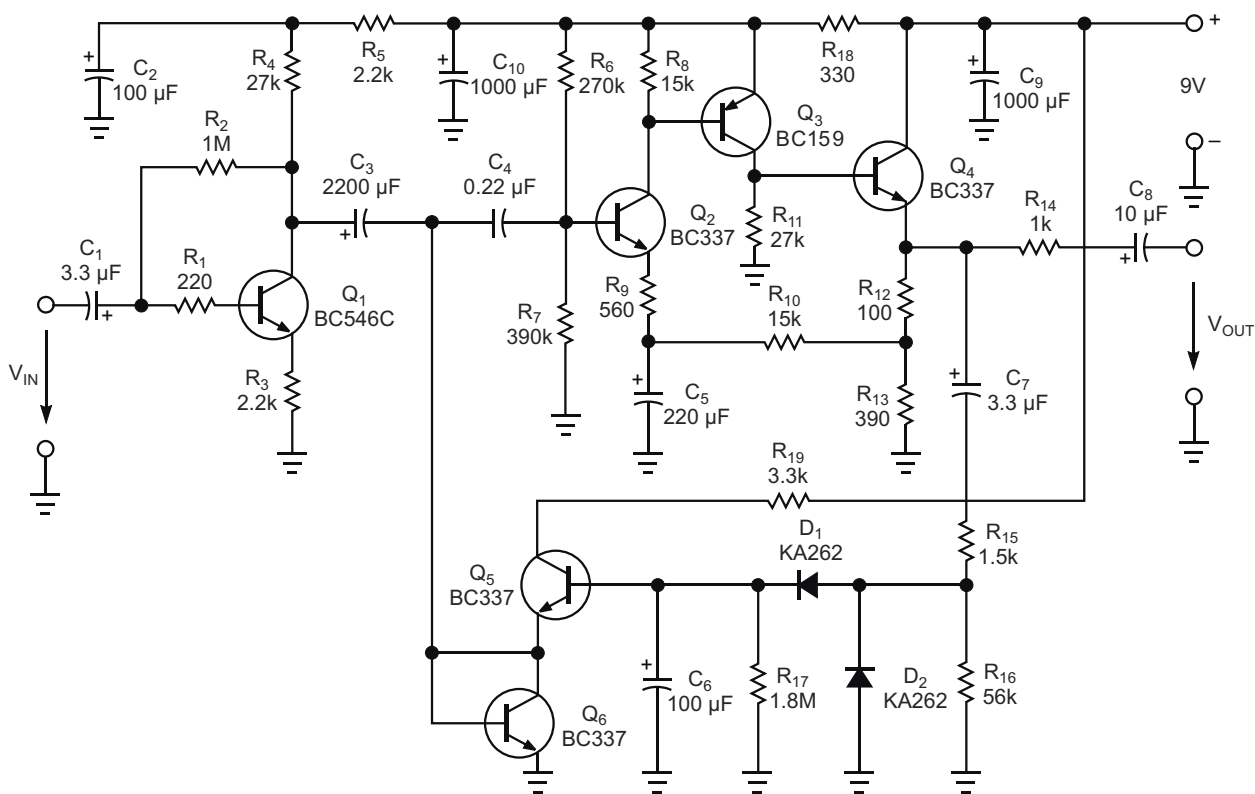 C2
100 µF
R4
27k
R5
2.2k
C10
1000 µF
R6
270k
R8
15k
R18
330
C9
1000 µF
+
9V
–
R2
1M
Q3
BC159
C3
2200 µF
C4
0.22 µF
Q4
BC337
C8
10 µF
R14
1k
Q2
BC337
R11
27k
C1
3.3 µF
R1
220
Q1
BC546C
R9
560
R10
15k
R12
100
R7
390k
VOUT
VIN
R3
2.2k
C5
220 µF
R13
390
C7
3.3 µF
R19
3.3k
D1
KA262
R15
1.5k
Q5
BC337
C6
100 µF
R17
1.8M
D2
KA262
R16
56k
Q6
BC337
+
+
+
+
+
+
+
+
+